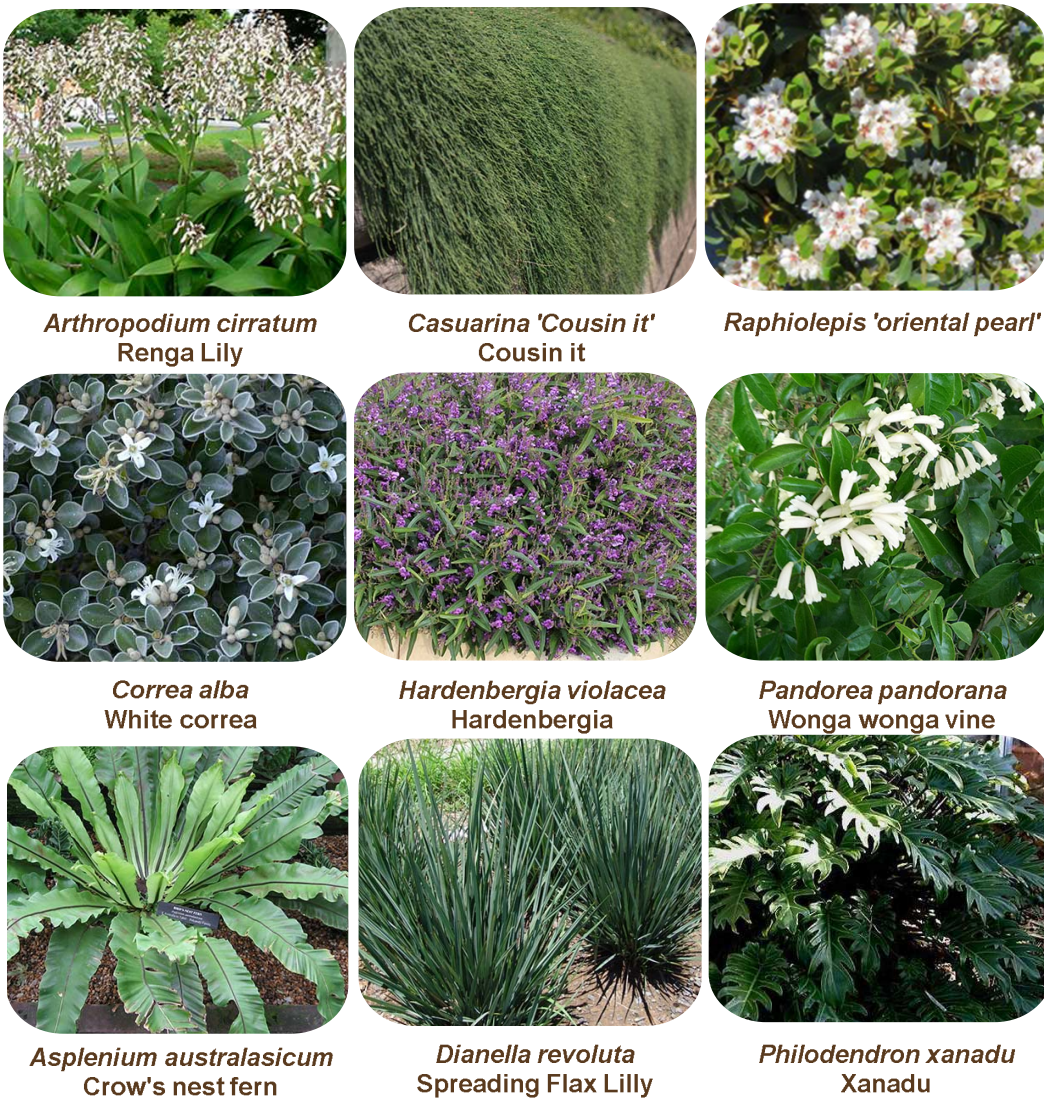 Arthropodium cirratum
Renga Lily
Casuarina 'Cousin it'
Cousin it
Raphiolepis 'oriental pearl'
Correa alba
White correa
Hardenbergia violacea
Hardenbergia
Pandorea pandorana
Wonga wonga vine
Asplenium australasicum
Crow's nest fern
Dianella revoluta
Spreading Flax Lilly
Philodendron xanadu
Xanadu